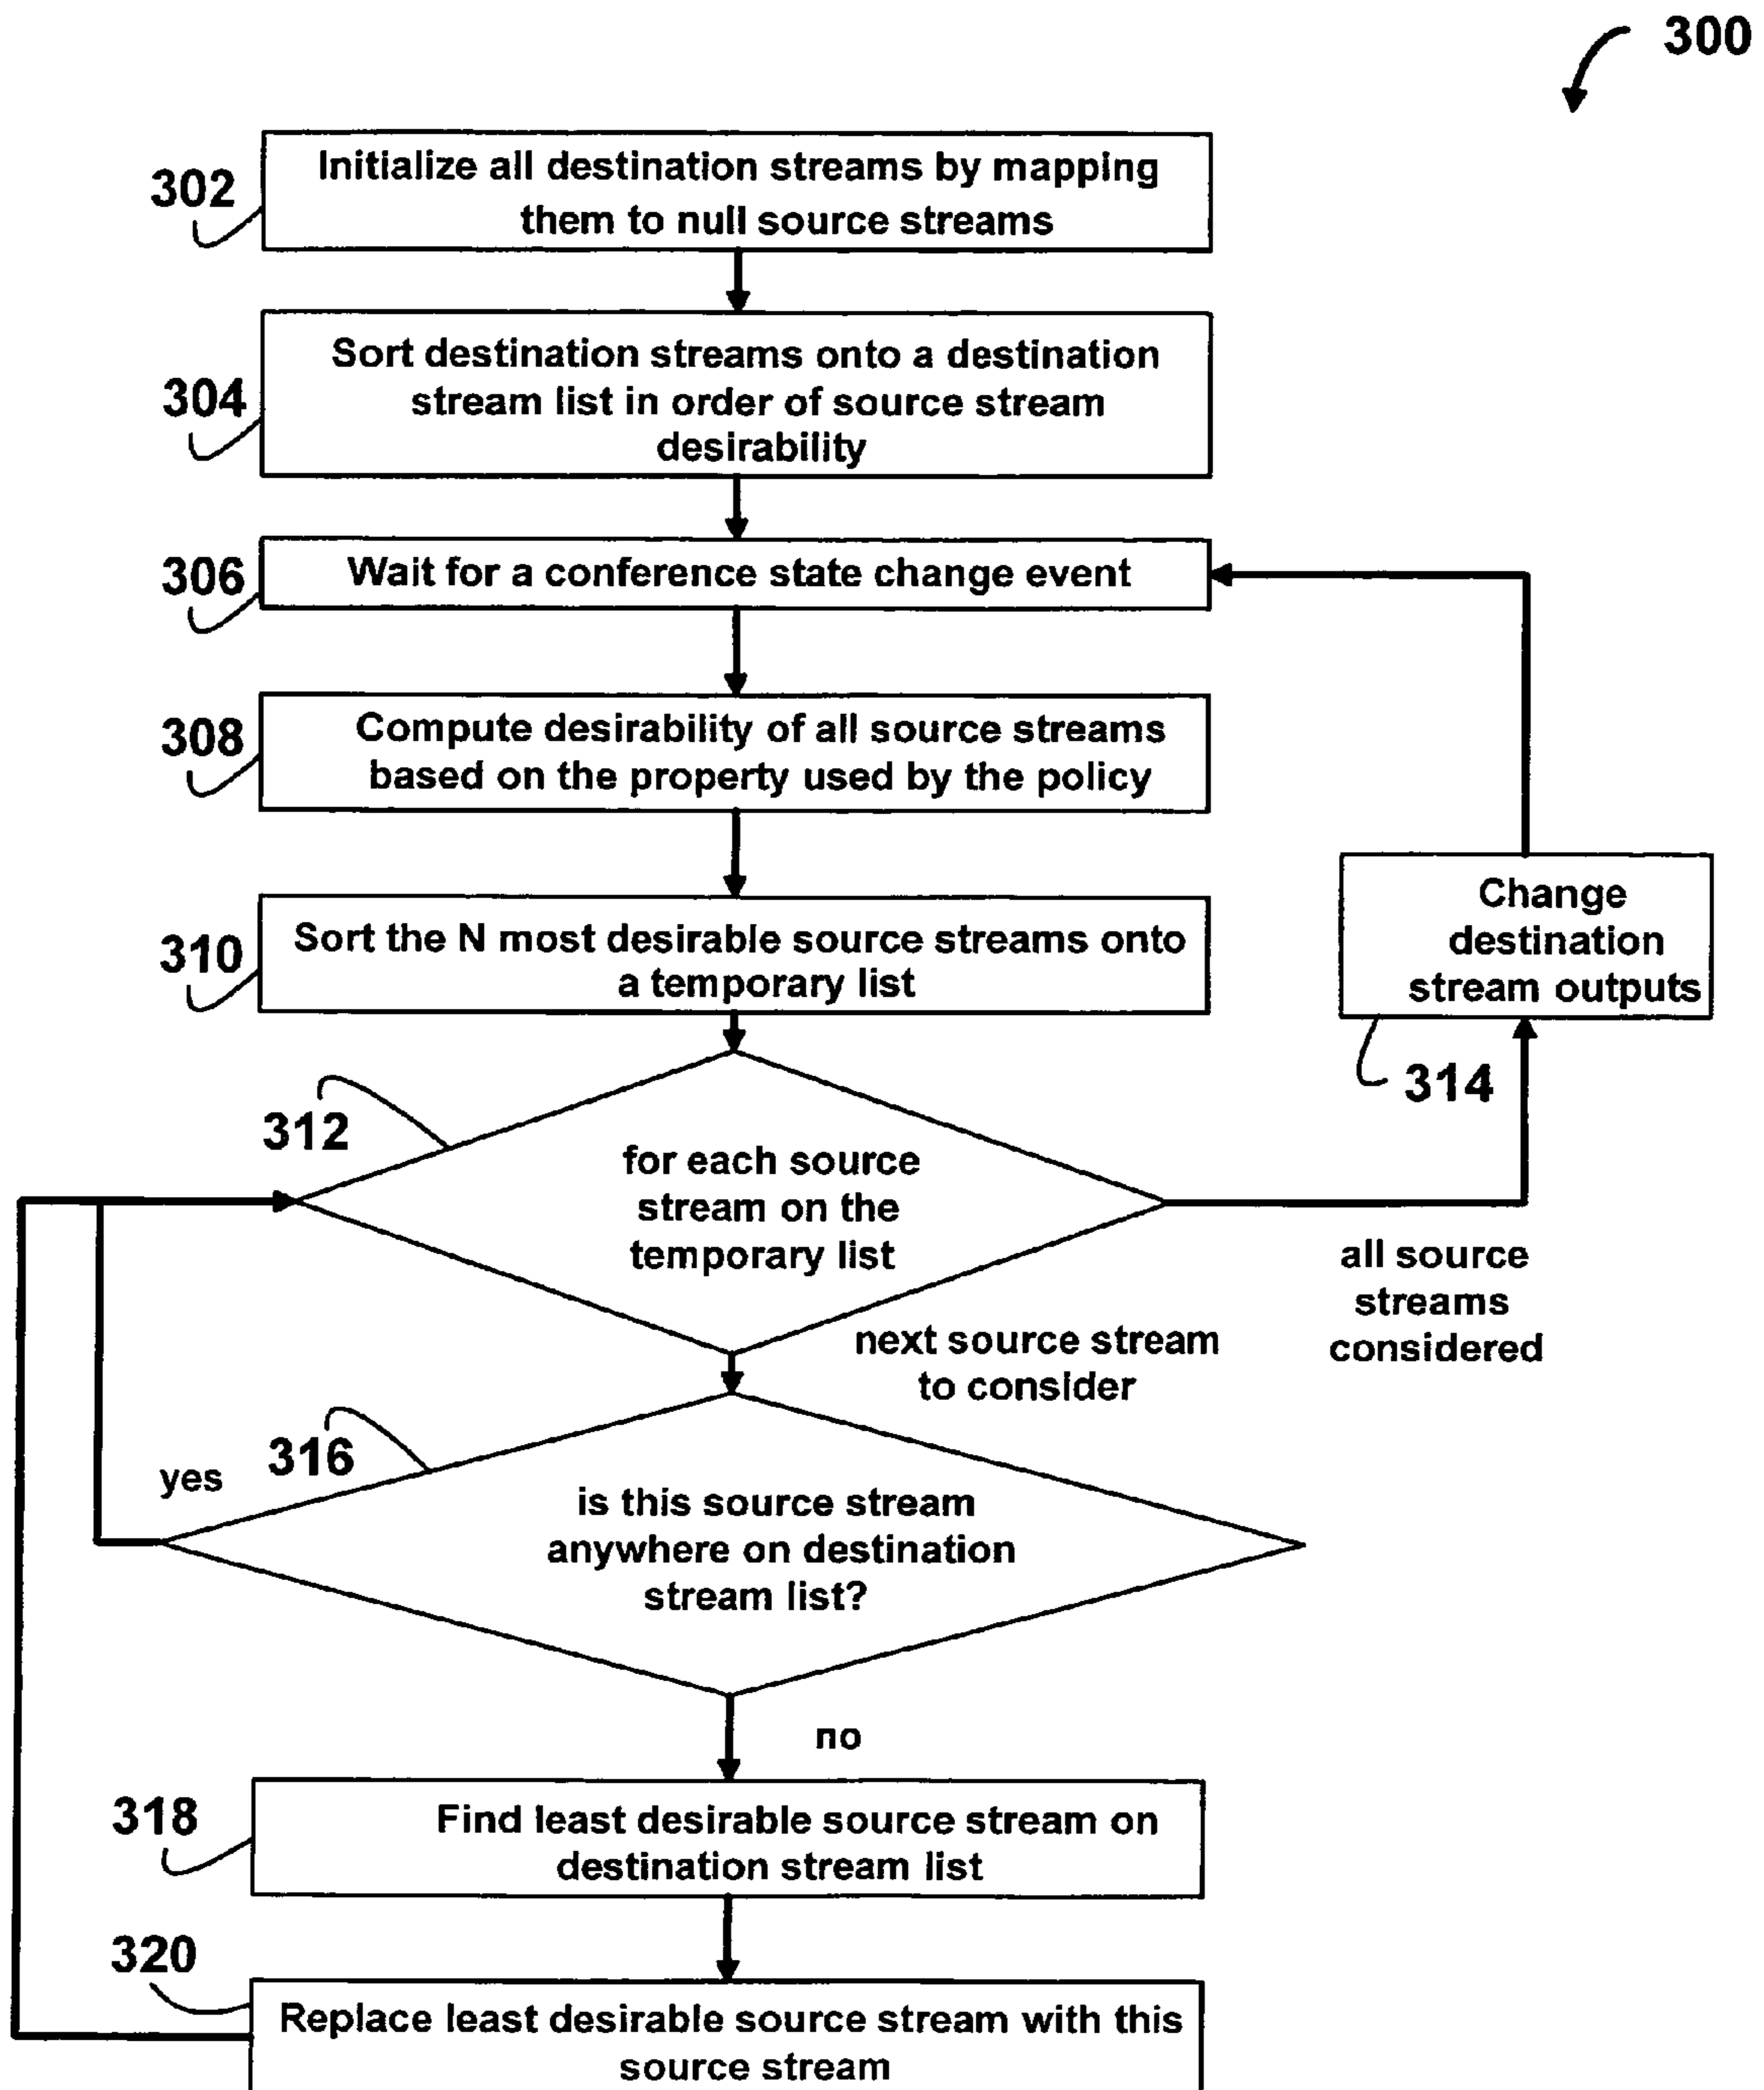 300
302
Initialize all destination streams by mapping
them to null source streams
304
Sort destination streams onto a destination
stream list in order of source stream
desirability
306
Wait for a conference state change event
308
Compute desirability of all source streams
based on the property used by the policy
310
Sort the N most desirable source streams onto
a temporary list
Change
destination
stream outputs
314
312
for each source
stream on the
temporary list
all source
streams
considered
next source stream
to consider
316
yes
is this source stream
anywhere on destination
stream list?
no
318
Find least desirable source stream on
destination stream list
320
Replace least desirable source stream with this
source stream